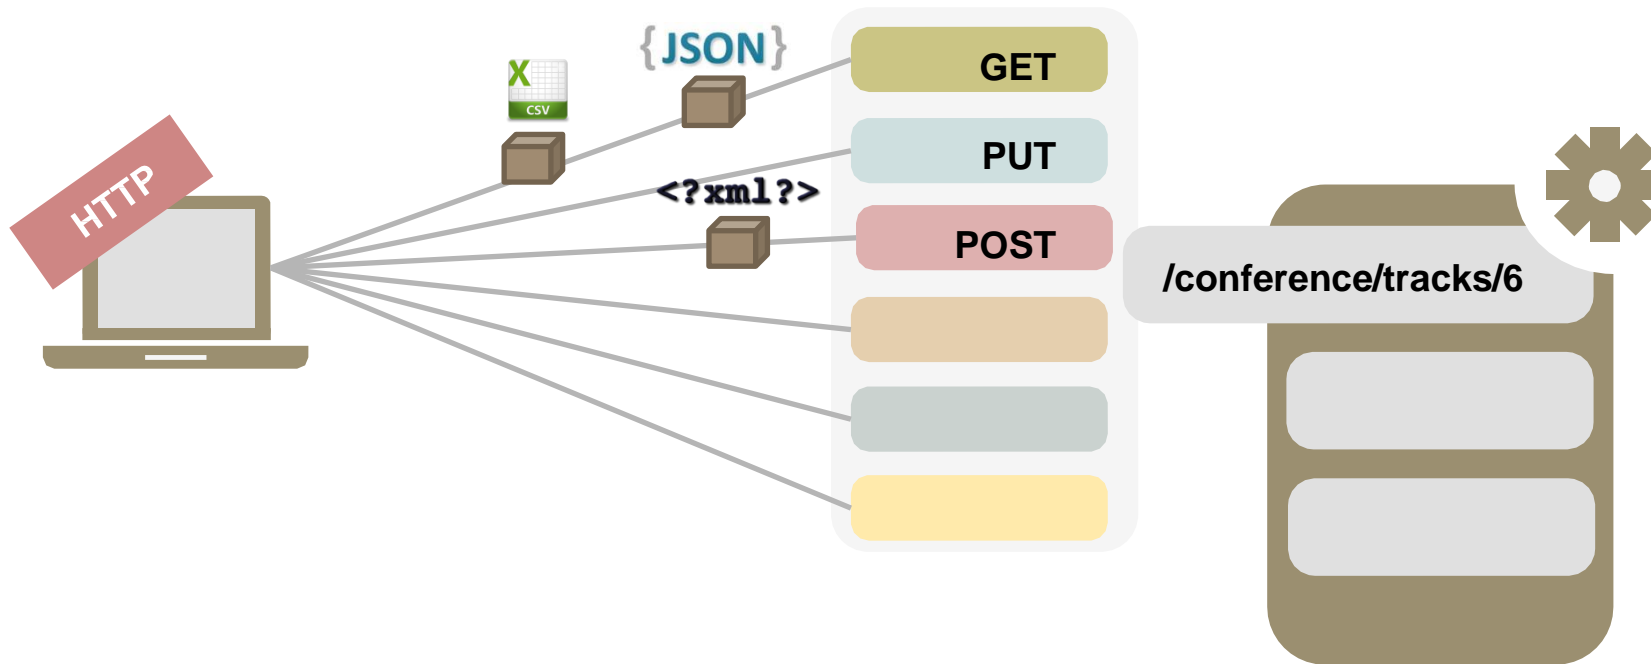 {JSON}
GET
X
CSV
PUT
HTTP
<?xml?>
POST
/conference/tracks/6